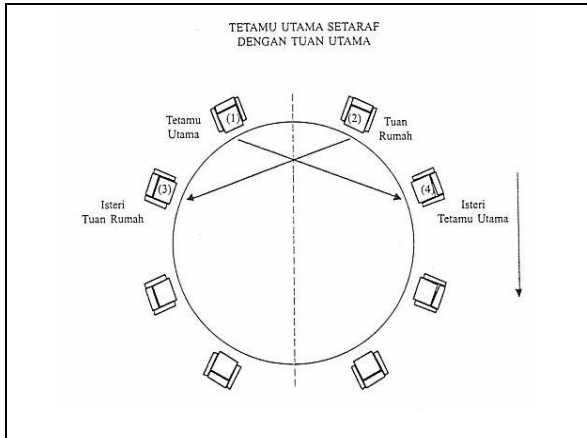 TETAMU UTAMA SETARAF
DENGAN TUAN UTAMA
(1)
(2)
Tetamu
Utama
Tuan
Rumah
(3)
(4)
Isteri
Tuan Rumah
Isteri
Tetamu Utama